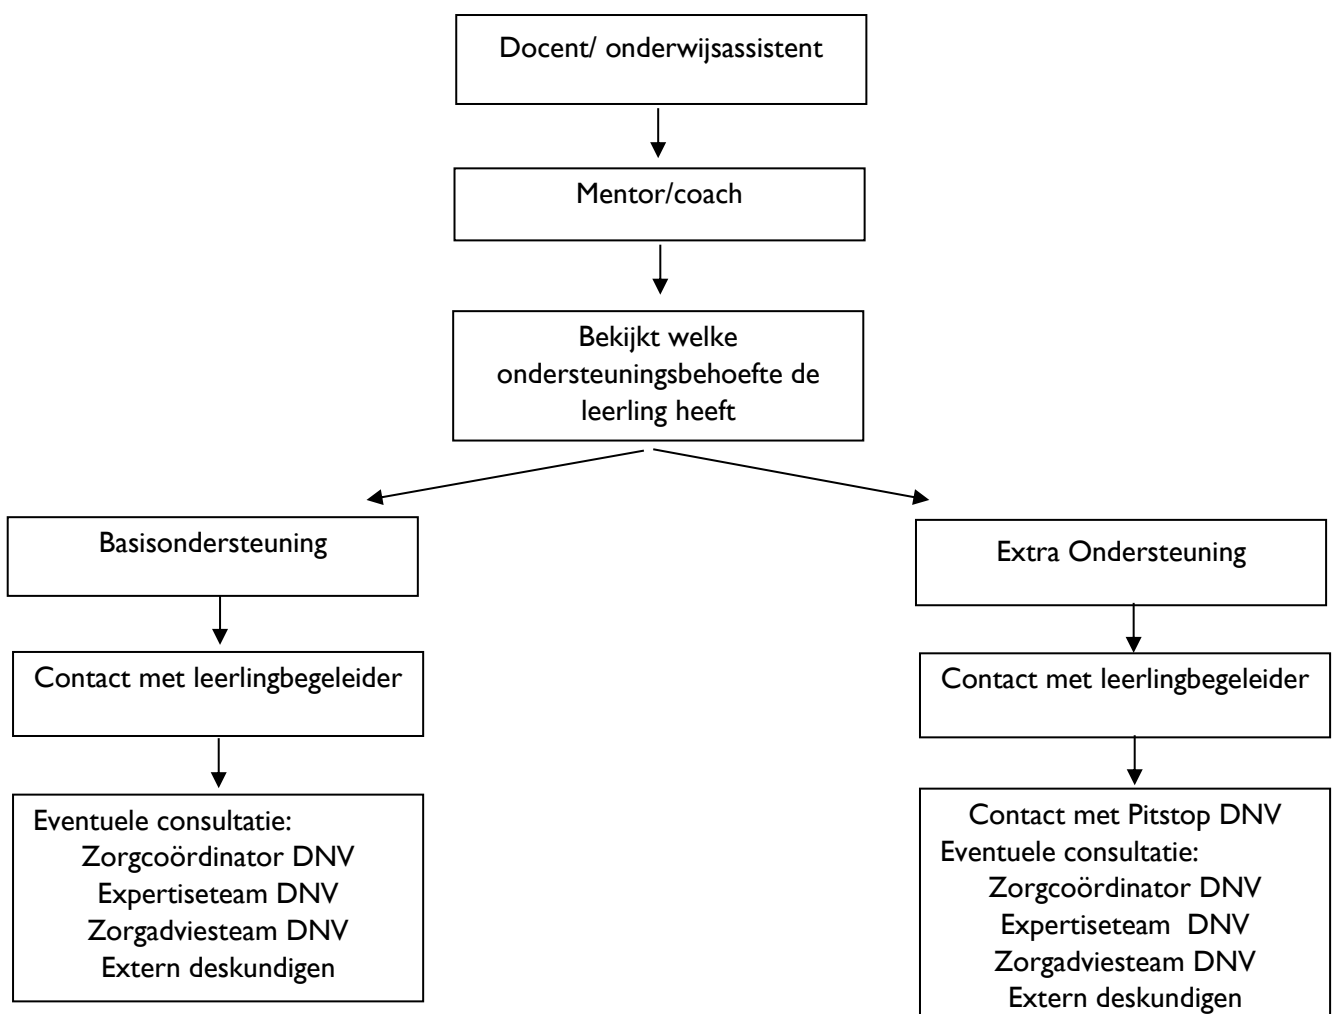 Docent/ onderwijsassistent
Mentor/coach
Bekijkt welke
ondersteuningsbehoefte de
leerling heeft
Basisondersteuning
Contact met leerlingbegeleider
Eventuele consultatie:
Zorgcoördinator DNV
Expertiseteam DNV
Zorgadviesteam DNV
Extern deskundigen
Extra Ondersteuning
Contact met leerlingbegeleider
Contact met Pitstop DNV
Eventuele consultatie:
Zorgcoördinator DNV
Expertiseteam  DNV
Zorgadviesteam DNV
Extern deskundigen